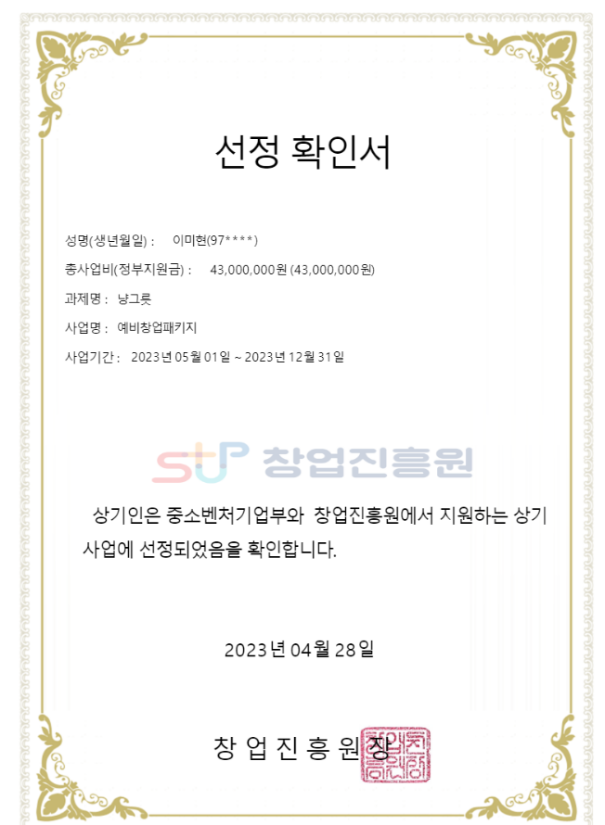 선정 확인서
성명(생년월일) : 이미현(97****)
총사업비(정부지원금) : 43,000,000원 (43,000,000원)
과제명 : 냥그릇
사업명 : 예비창업패키지
사업기간 : 2023년 05월 01일 ~ 2023년 12월 31일
stup 창업진흥원
상기인은 중소벤처기업부와 창업진흥원에서 지원하는 상기
사업에 선정되었음을 확인합니다.
2023년 04월 28일
창업진흥원장